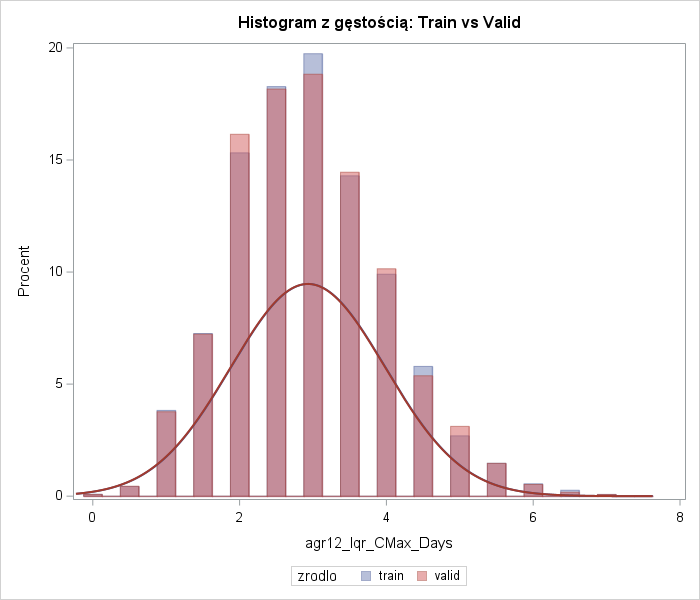 Histogram z gęstością: Train vs Valid
20
15
10
5
0
Procent
0 2 4 6 8
agr12_Iqr_CMax_Days
zrodlo train valid